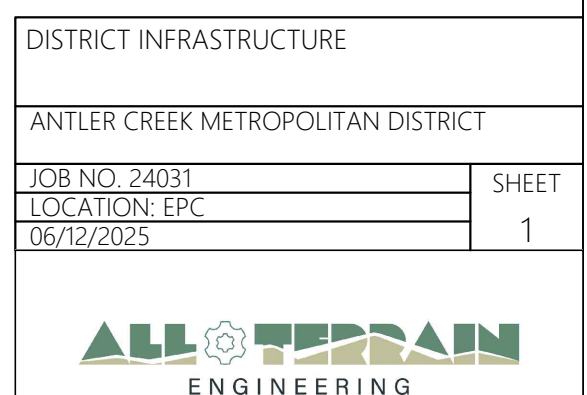 DISTRICT INFRASTRUCTURE
ANTLER CREEK METROPOLITAN DISTRICT
JOB NO. 24031
LOCATION: EPC
06/12/2025
SHEET
1
ALL TERRAIN
ENGINEERING